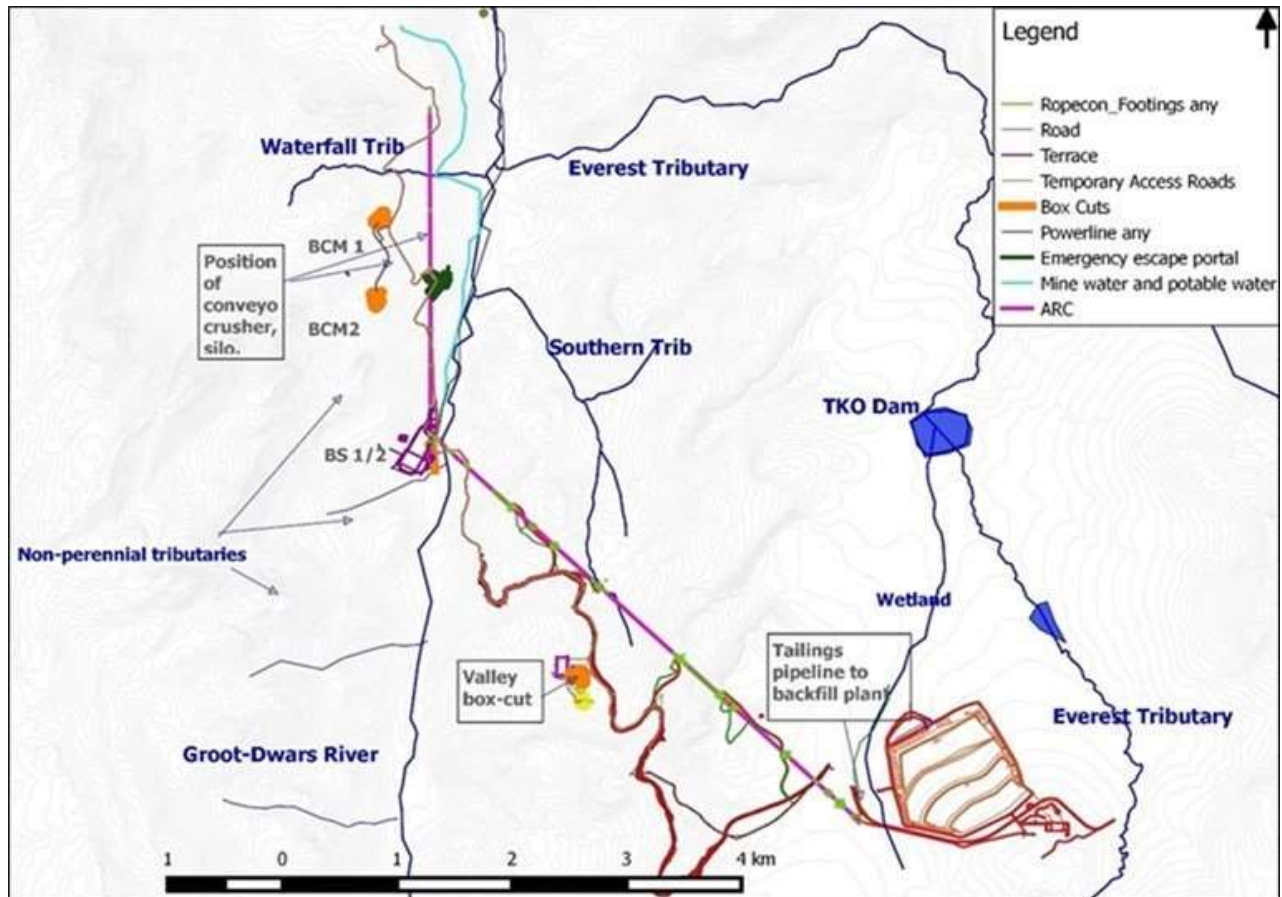 Legend
Ropecon_Footings any
Road
Terrace
Temporary Access Roads
Box Cuts
Powerline any
Emergency escape portal
Mine water and potable water
ARC
Waterfall Trib
Everest Tributary
BCM 1
Position
of
conveyo
crusher,
silo.
BCM2
Southern Trib
TKO Dam
BS 1/2
Non-perennial tributaries
Wetland
Tailings
pipeline to
backfill plant
Valley
box-cut
Everest Tributary
Groot-Dwars River
1 0 1 2 3 4 km